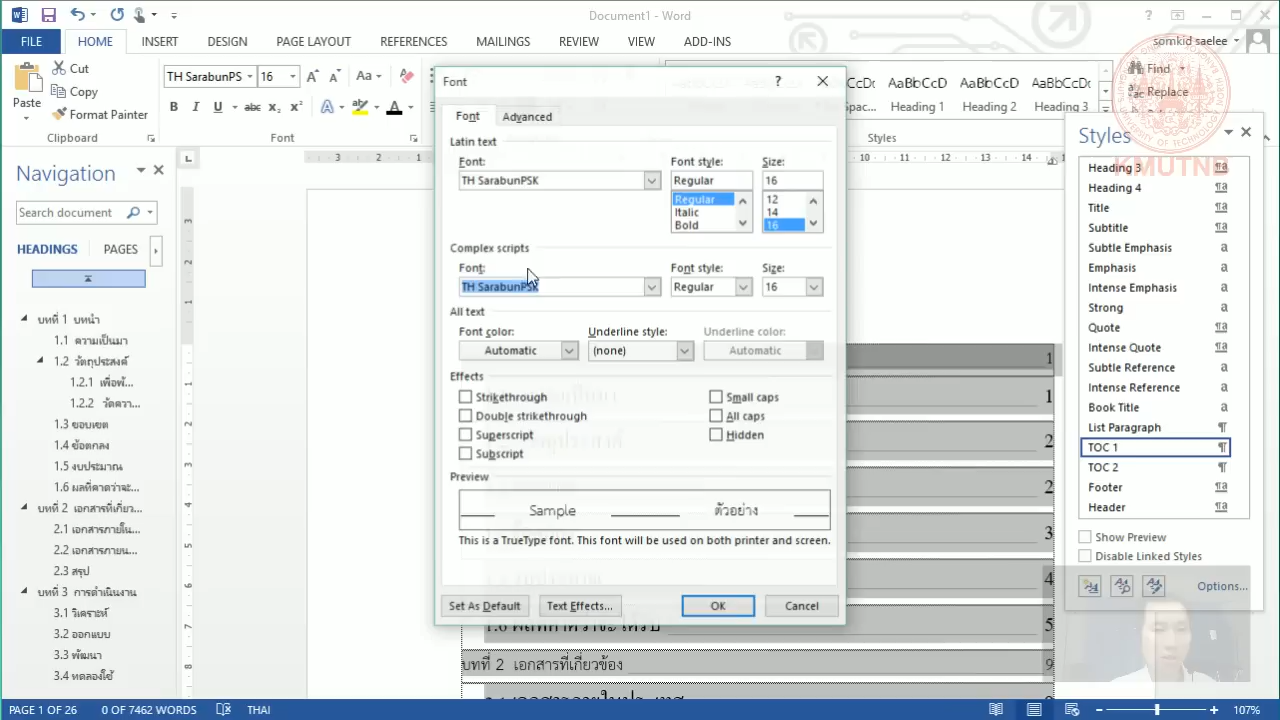 Document1 - Word
FILE HOME INSERT DESIGN PAGE LAYOUT REFERENCES MAILINGS REVIEW VIEW ADD-INS
somkid saelee
Paste
Cut
Copy
Format Painter
Clipboard
TH SarabunPS 16
Aa
B I U abc x₂ x²
Font
AaBbCcD AaBbCcD AaBbCcD
Heading 1 Heading 2 Heading 3
Styles
Find
Replace
KMUTNB
Navigation
Search document
HEADINGS PAGES
บทที่ 1 บทนำ
1.1 ความเป็นมา
1.2 วัตถุประสงค์
1.2.1 เพื่อพั...
1.2.2 วัดควา...
1.3 ขอบเขต
1.4 ข้อตกลง
1.5 งบประมาณ
1.6 ผลที่คาดว่าจะ...
บทที่ 2 เอกสารที่เกี่ยว...
2.1 เอกสารภายใน...
2.2 เอกสารภายน...
2.3 สรุป
บทที่ 3 การดำเนินงาน
3.1 วิเคราะห์
3.2 ออกแบบ
3.3 พัฒนา
3.4 ทดลองใช้
Font
Font Advanced
Latin text
Font: Font style: Size:
TH SarabunPSK Regular 16
Regular 12
Italic 14
Bold 16
Complex scripts
Font: Font style: Size:
TH SarabunPSK Regular 16
All text
Font color: Underline style: Underline color:
Automatic (none) Automatic
Effects
Strikethrough Small caps
Double strikethrough All caps
Superscript Hidden
Subscript
Preview
Sample ตัวอย่าง
This is a TrueType font. This font will be used on both printer and screen.
Set As Default Text Effects... OK Cancel
1
1
2
2
3
4
5
บทที่ 2 เอกสารที่เกี่ยวข้อง 9
Styles
Heading 3
Heading 4
Title
Subtitle
Subtle Emphasis
Emphasis
Intense Emphasis
Strong
Quote
Intense Quote
Subtle Reference
Intense Reference
Book Title
List Paragraph
TOC 1
TOC 2
Footer
Header
Show Preview
Disable Linked Styles
Options...
PAGE 1 OF 26 0 OF 7462 WORDS THAI 107%